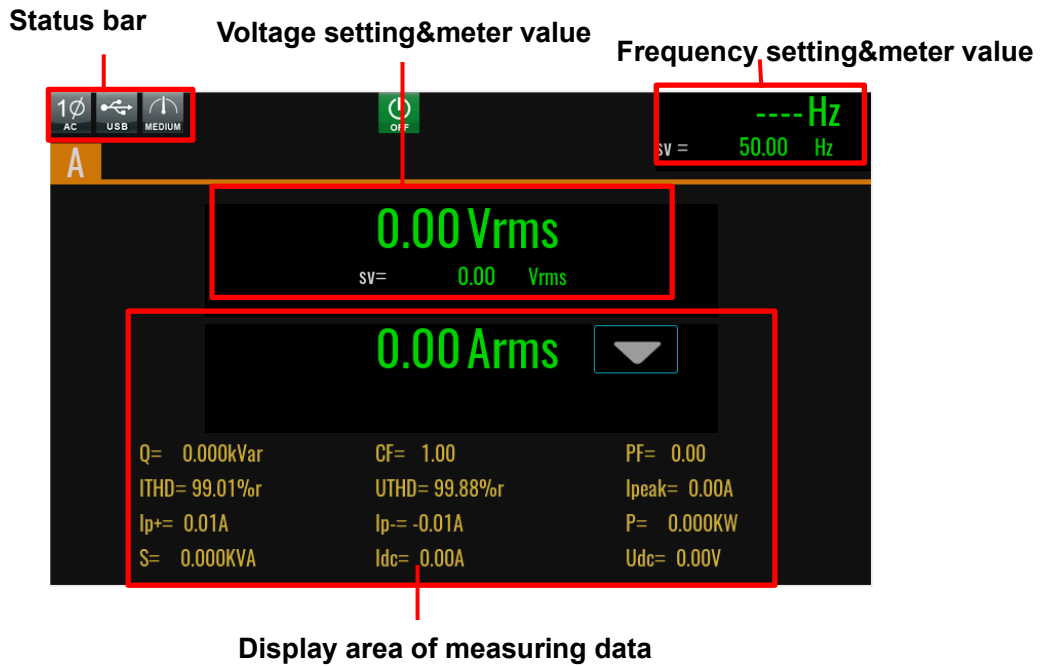 Status bar
Voltage setting&meter value
Frequency setting&meter value
1Ø AC USB MEDIUM
OFF
---- Hz
sv = 50.00 Hz
A
0.00 Vrms
sv= 0.00 Vrms
0.00 Arms
Q= 0.000kVar CF= 1.00 PF= 0.00
ITHD= 99.01%r UTHD= 99.88%r Ipeak= 0.00A
Ip+= 0.01A Ip-= -0.01A P= 0.000KW
S= 0.000KVA Idc= 0.00A Udc= 0.00V
Display area of measuring data